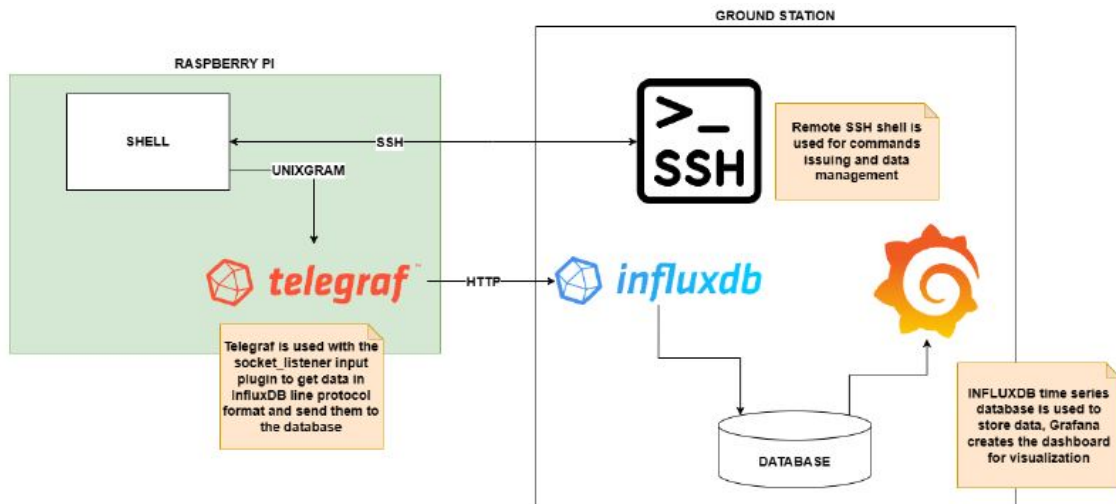 GROUND STATION
RASPBERRY PI
SHELL
SSH
>_
SSH
Remote SSH shell is
used for commands
issuing and data
management
UNIXGRAM
telegraf™
HTTP
influxdb
Telegraf is used with the
socket_listener input
plugin to get data in
InfluxDB line protocol
format and send them to
the database
INFLUXDB time series
database is used to
store data, Grafana
creates the dashboard
for visualization
DATABASE